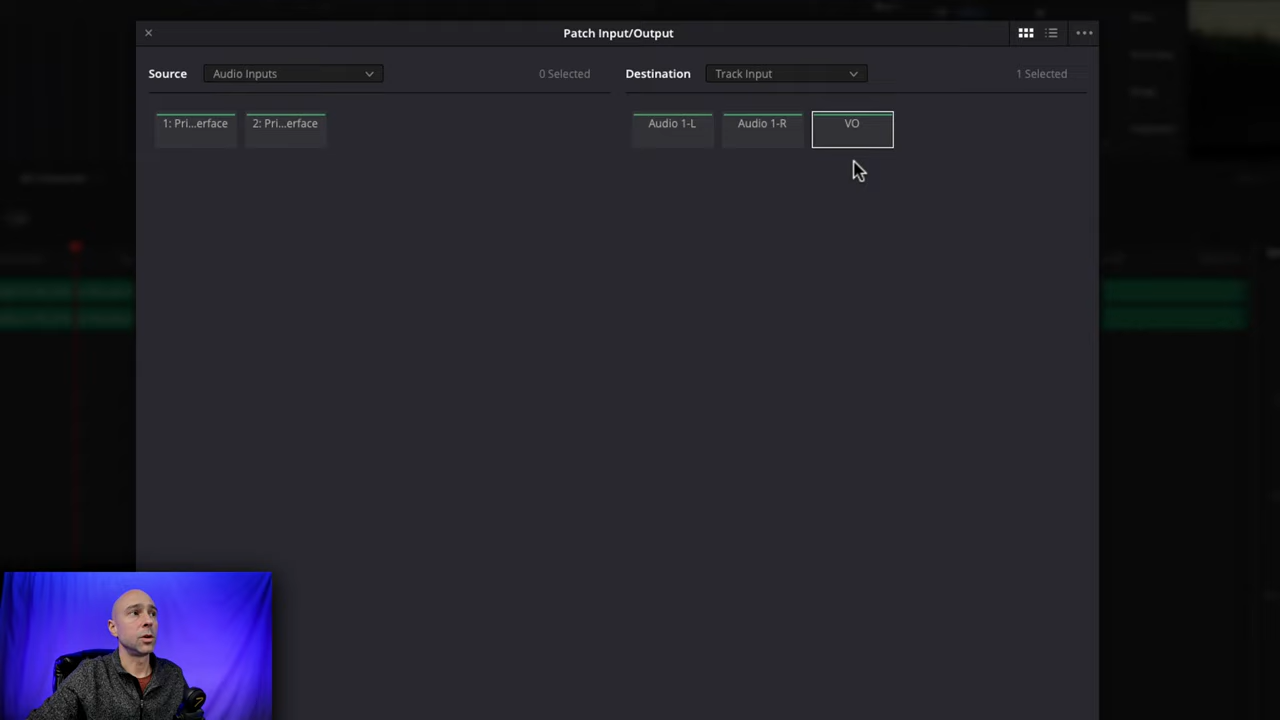 Patch Input/Output
Source
Audio Inputs
0 Selected
Destination
Track Input
1 Selected
1: Pri...erface
2: Pri...erface
Audio 1-L
Audio 1-R
VO